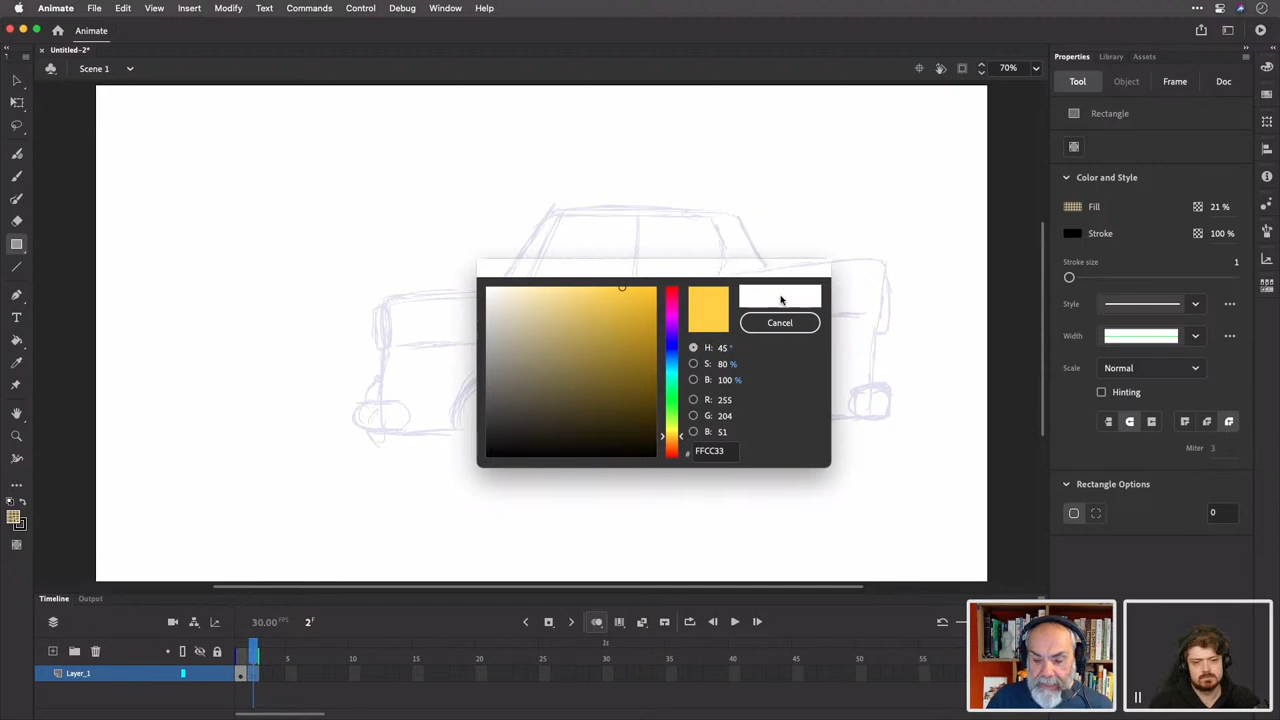 Animate File Edit View Insert Modify Text Commands Control Debug Window Help
Animate
Untitled-2*
Scene 1
70%
Properties Library Assets
Tool Object Frame Doc
Rectangle
Color and Style
Fill 21 %
Stroke 100 %
Stroke size 1
Style
Width
Scale Normal
Hinting
Miter 3
Rectangle Options
0
Cancel
H: 45 °
S: 80 %
B: 100 %
R: 255
G: 204
B: 51
# FFCC33
Timeline Output
30.00 FPS 2F
1s
5 10 15 20 25 30 35 40 45 50 55
Layer_1